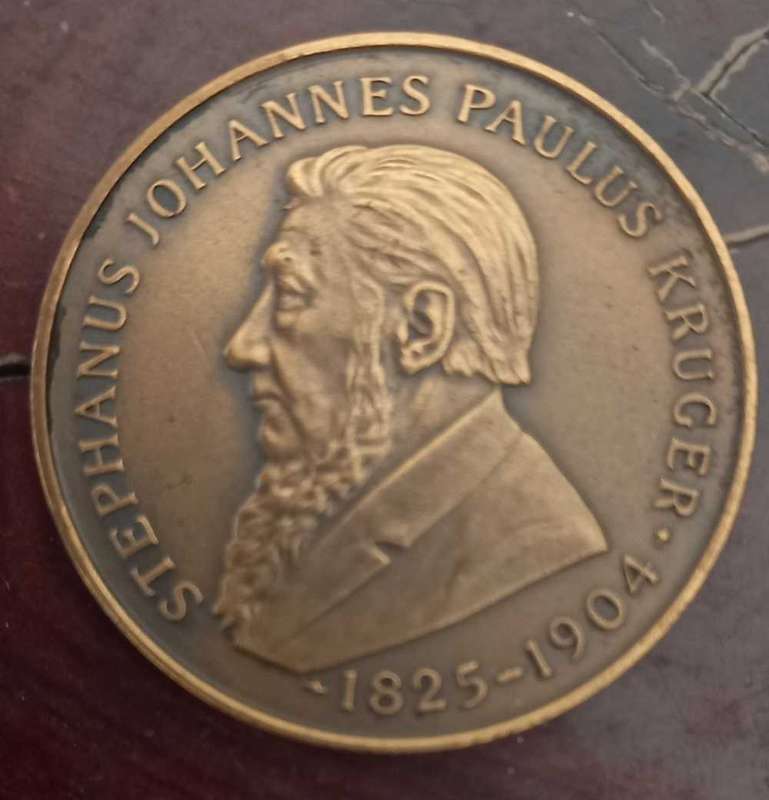 STEPHANUS JOHANNES PAULUS KRUGER ·
-1825-1904